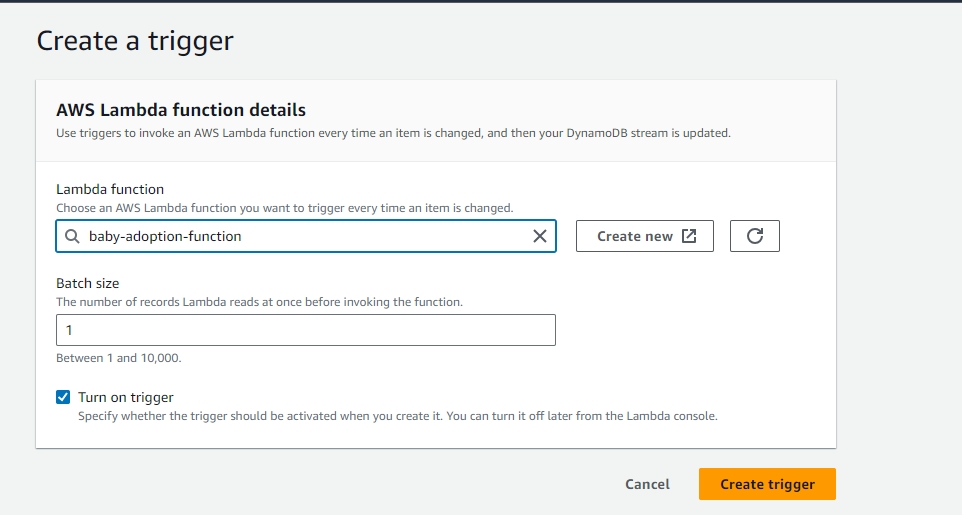 Create a trigger
AWS Lambda function details
Use triggers to invoke an AWS Lambda function every time an item is changed, and then your DynamoDB stream is updated.
Lambda function
Choose an AWS Lambda function you want to trigger every time an item is changed.
baby-adoption-function
Create new
Batch size
The number of records Lambda reads at once before invoking the function.
1
Between 1 and 10,000.
Turn on trigger
Specify whether the trigger should be activated when you create it. You can turn it off later from the Lambda console.
Cancel
Create trigger